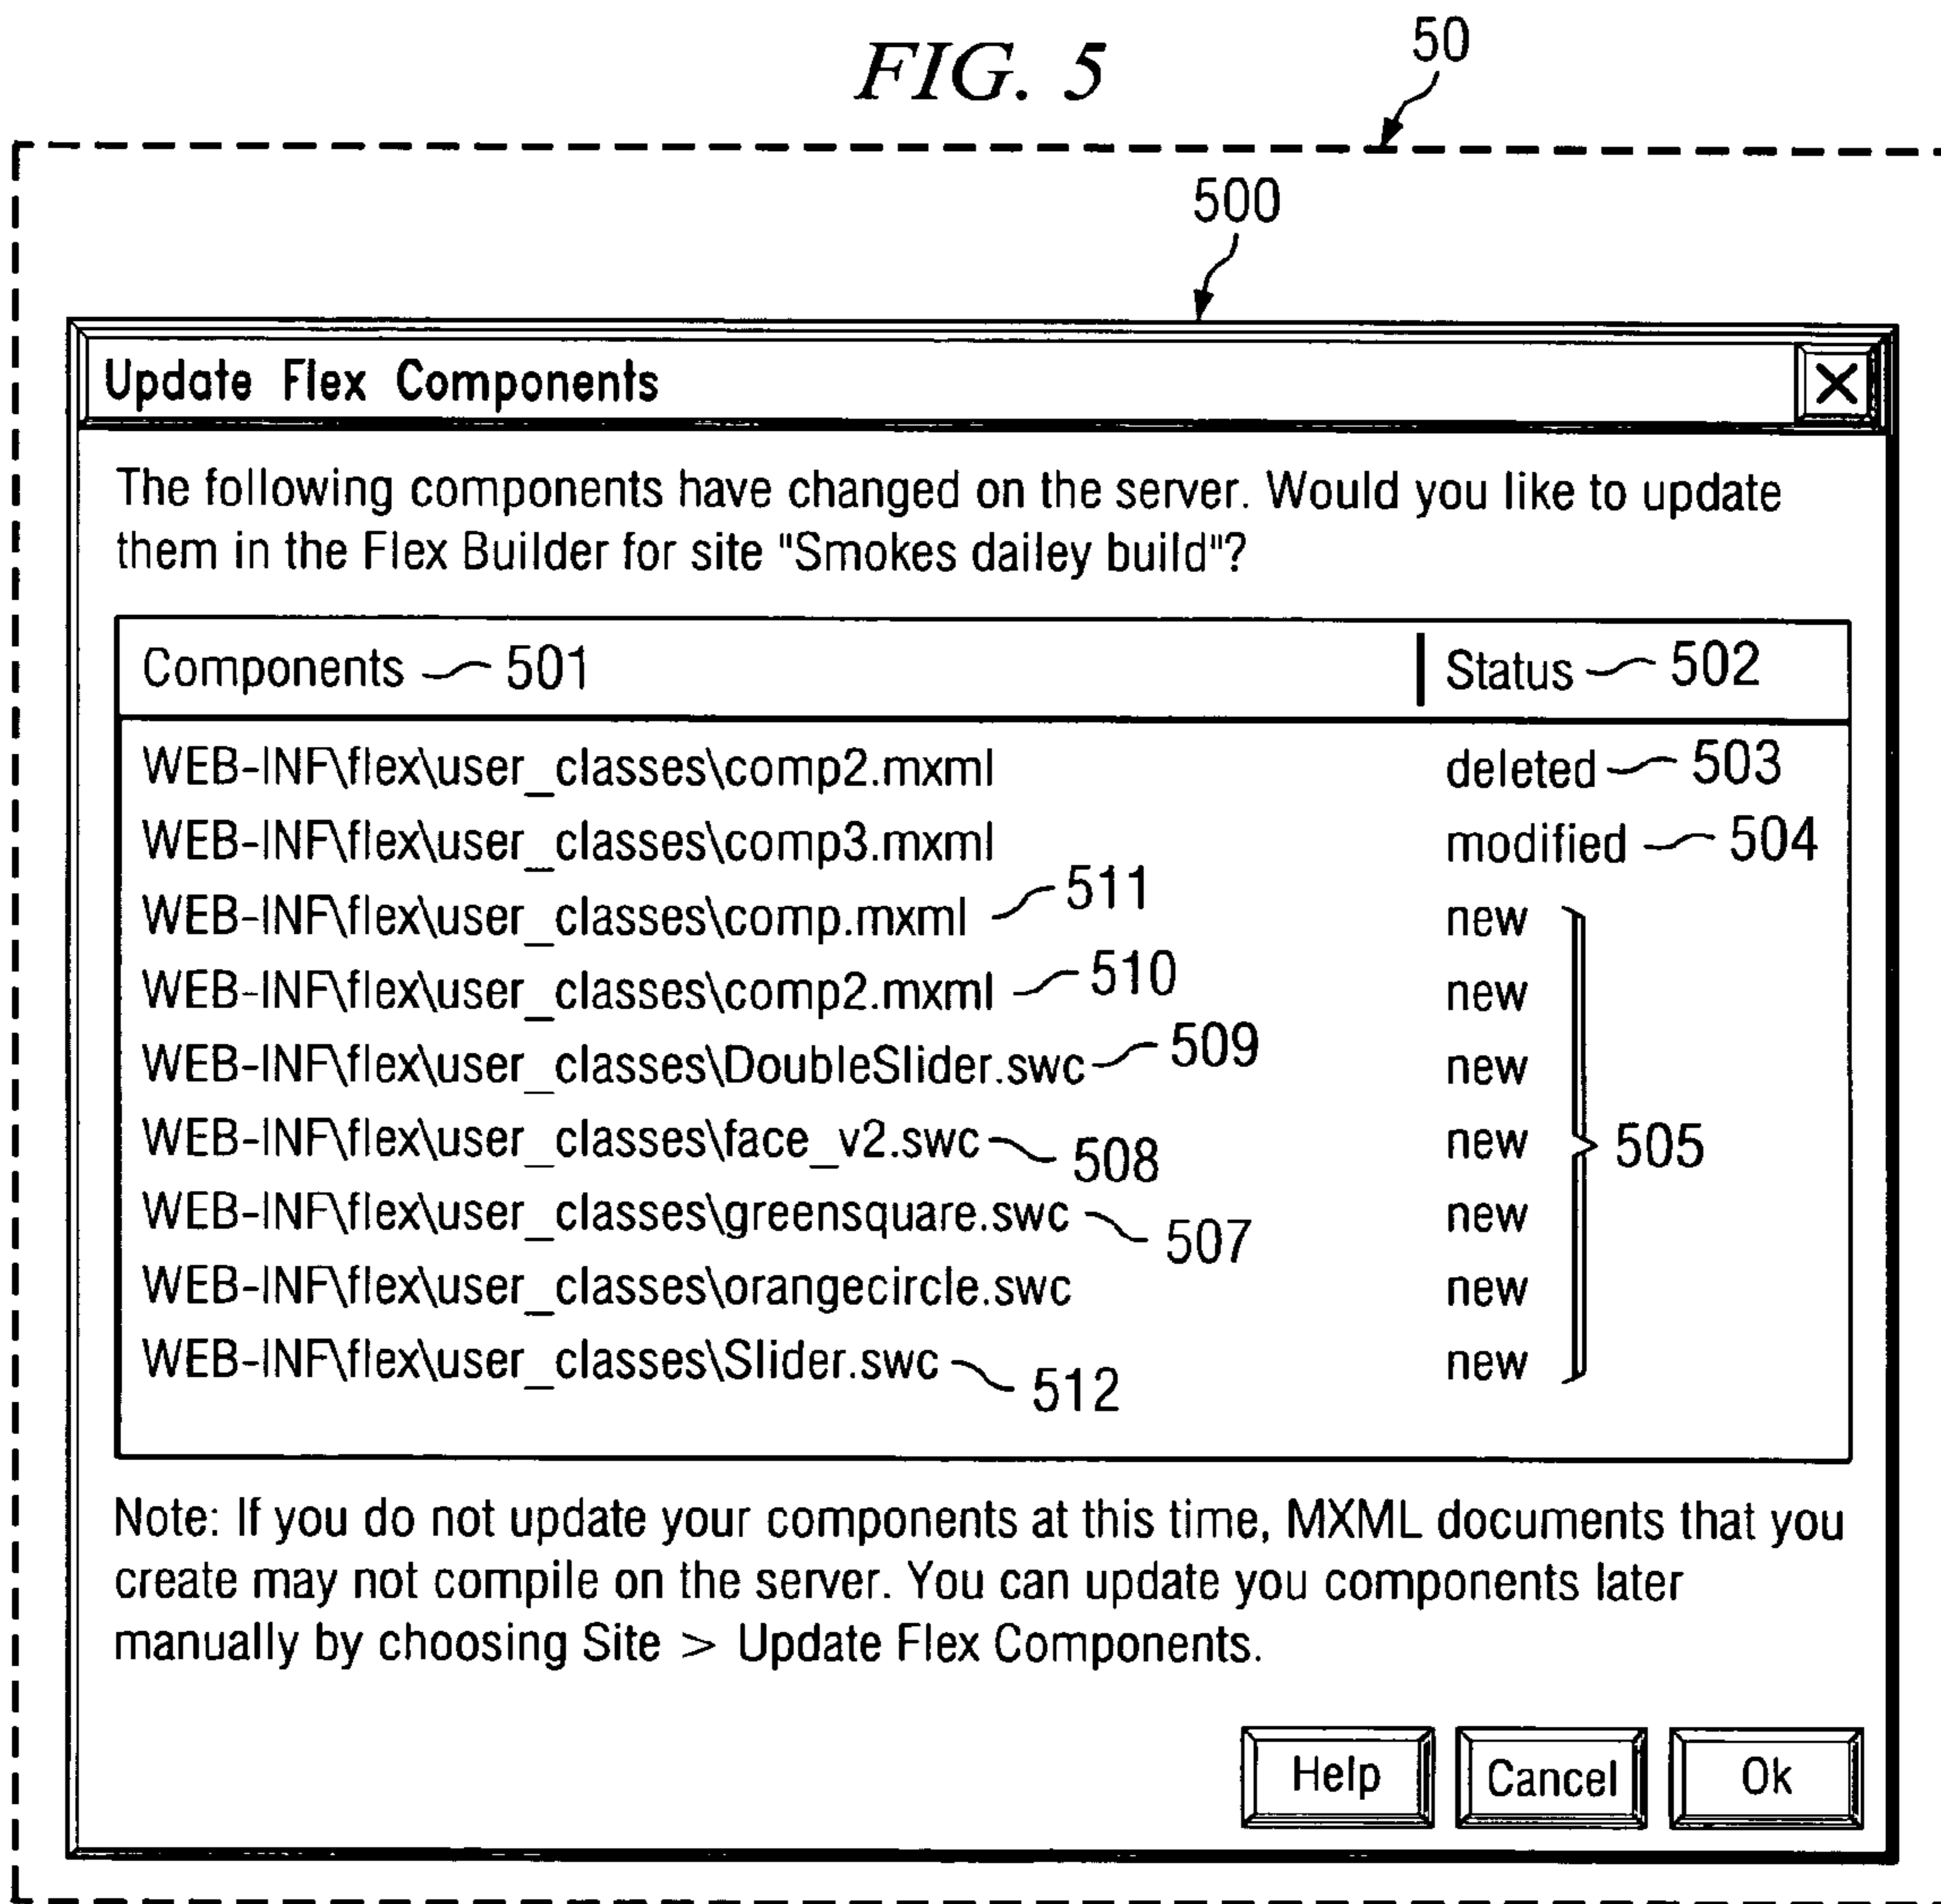 FIG. 5
50
500
Update Flex Components
X
The following components have changed on the server. Would you like to update
them in the Flex Builder for site "Smokes dailey build"?
Components 501 Status 502
WEB-INF\flex\user_classes\comp2.mxml deleted 503
WEB-INF\flex\user_classes\comp3.mxml modified 504
WEB-INF\flex\user_classes\comp.mxml 511 new
WEB-INF\flex\user_classes\comp2.mxml 510 new
WEB-INF\flex\user_classes\DoubleSlider.swc 509 new
WEB-INF\flex\user_classes\face_v2.swc 508 new 505
WEB-INF\flex\user_classes\greensquare.swc 507 new
WEB-INF\flex\user_classes\orangecircle.swc new
WEB-INF\flex\user_classes\Slider.swc 512 new
Note: If you do not update your components at this time, MXML documents that you
create may not compile on the server. You can update you components later
manually by choosing Site > Update Flex Components.
Help Cancel Ok